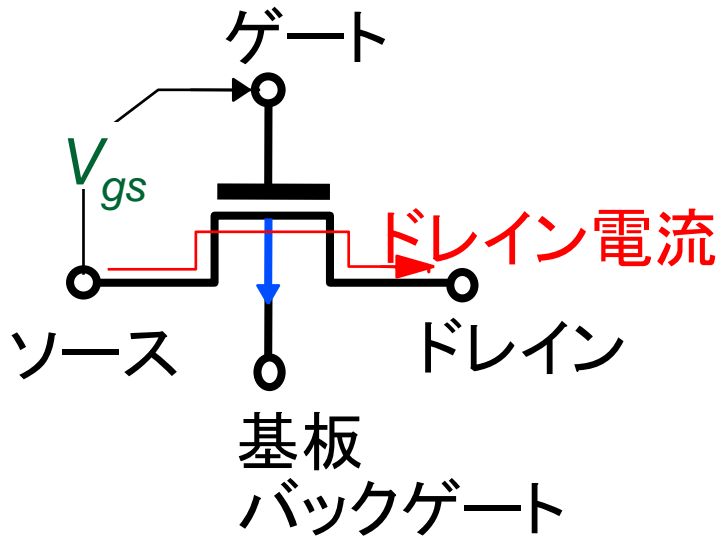 ゲート
Vgs
ドレイン電流
ソース
ドレイン
基板
バックゲート